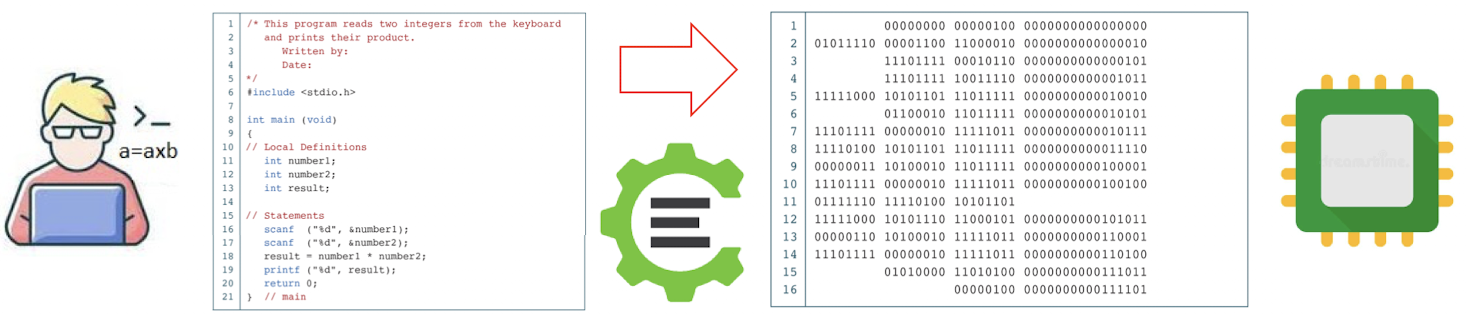 >_
a=axb
1 /* This program reads two integers from the keyboard
2 and prints their product.
3 Written by:
4 Date:
5 */
6 #include <stdio.h>
7
8 int main (void)
9 {
10 // Local Definitions
11 int number1;
12 int number2;
13 int result;
14
15 // Statements
16 scanf ("%d", &number1);
17 scanf ("%d", &number2);
18 result = number1 * number2;
19 printf ("%d", result);
20 return 0;
21 } // main
1 00000000 00000100 0000000000000000
2 01011110 00001100 11000010 0000000000000010
3 11101111 00010110 0000000000000101
4 11101111 10011110 0000000000001011
5 11111000 10101101 11011111 0000000000010010
6 01100010 11011111 0000000000010101
7 11101111 00000010 11111011 0000000000010111
8 11110100 10101101 11011111 0000000000011110
9 00000011 10100010 11011111 0000000000100001
10 11101111 00000010 11111011 0000000000100100
11 01111110 11110100 10101101
12 11111000 10101110 11000101 0000000000101011
13 00000110 10100010 11111011 0000000000110001
14 11101111 00000010 11111011 0000000000110100
15 01010000 11010100 0000000000111011
16 00000100 0000000000111101
dreamstime.